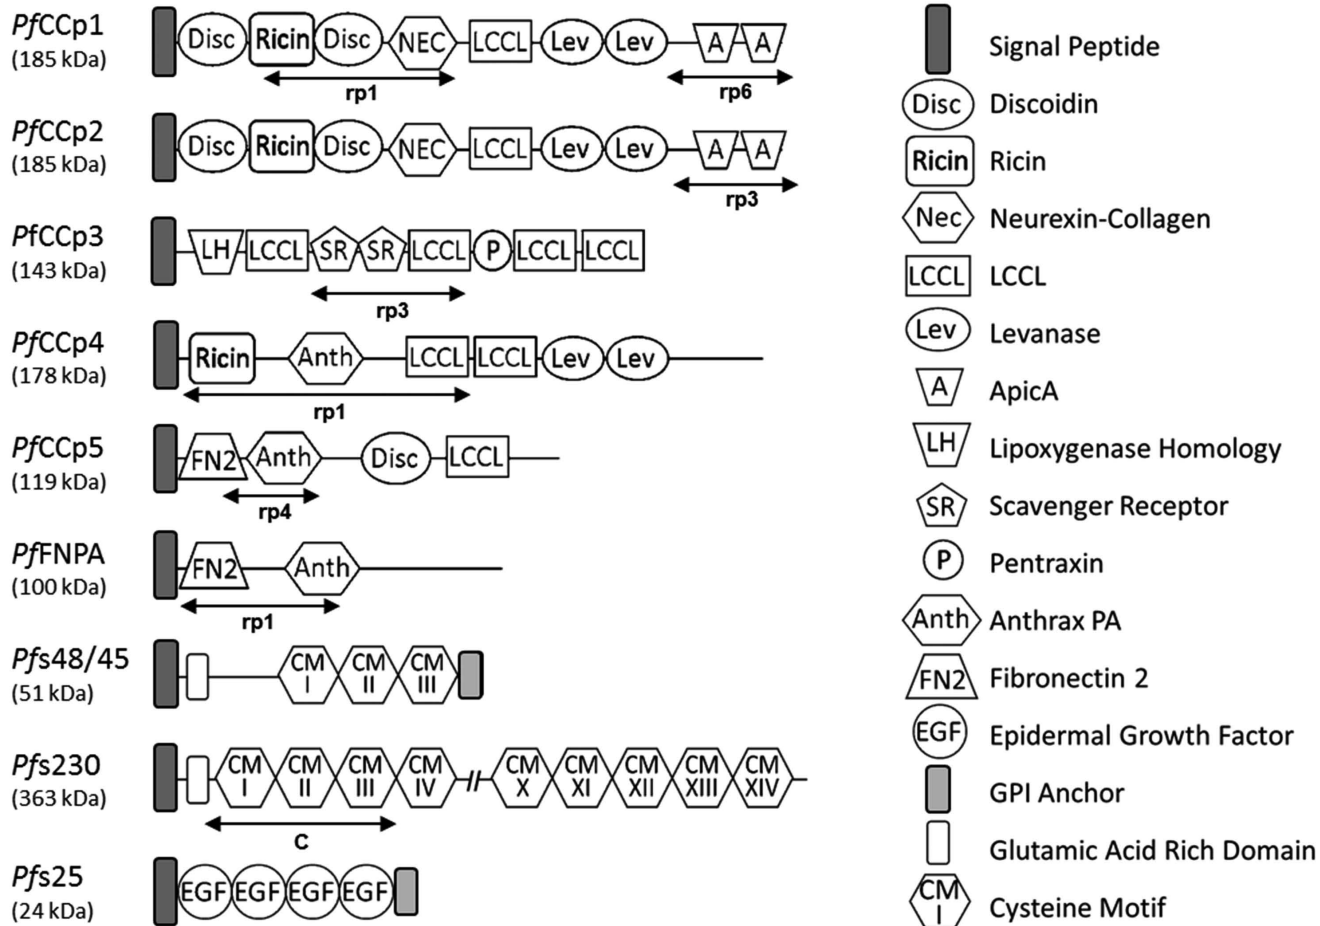 PfCCp1
(185 kDa)
Disc Ricin Disc NEC LCCL Lev Lev A A
rp1 rp6
PfCCp2
(185 kDa)
Disc Ricin Disc NEC LCCL Lev Lev A A
rp3
PfCCp3
(143 kDa)
LH LCCL SR SR LCCL P LCCL LCCL
rp3
PfCCp4
(178 kDa)
Ricin Anth LCCL LCCL Lev Lev
rp1
PfCCp5
(119 kDa)
FN2 Anth Disc LCCL
rp4
PfFNPA
(100 kDa)
FN2 Anth
rp1
Pfs48/45
(51 kDa)
CM I CM II CM III
Pfs230
(363 kDa)
CM I CM II CM III CM IV // CM X CM XI CM XII CM XIII CM XIV
C
Pfs25
(24 kDa)
EGF EGF EGF EGF
Signal Peptide
Disc Discoidin
Ricin Ricin
Nec Neurexin-Collagen
LCCL LCCL
Lev Levanase
A ApicA
LH Lipoxygenase Homology
SR Scavenger Receptor
P Pentraxin
Anth Anthrax PA
FN2 Fibronectin 2
EGF Epidermal Growth Factor
GPI Anchor
Glutamic Acid Rich Domain
CM I Cysteine Motif